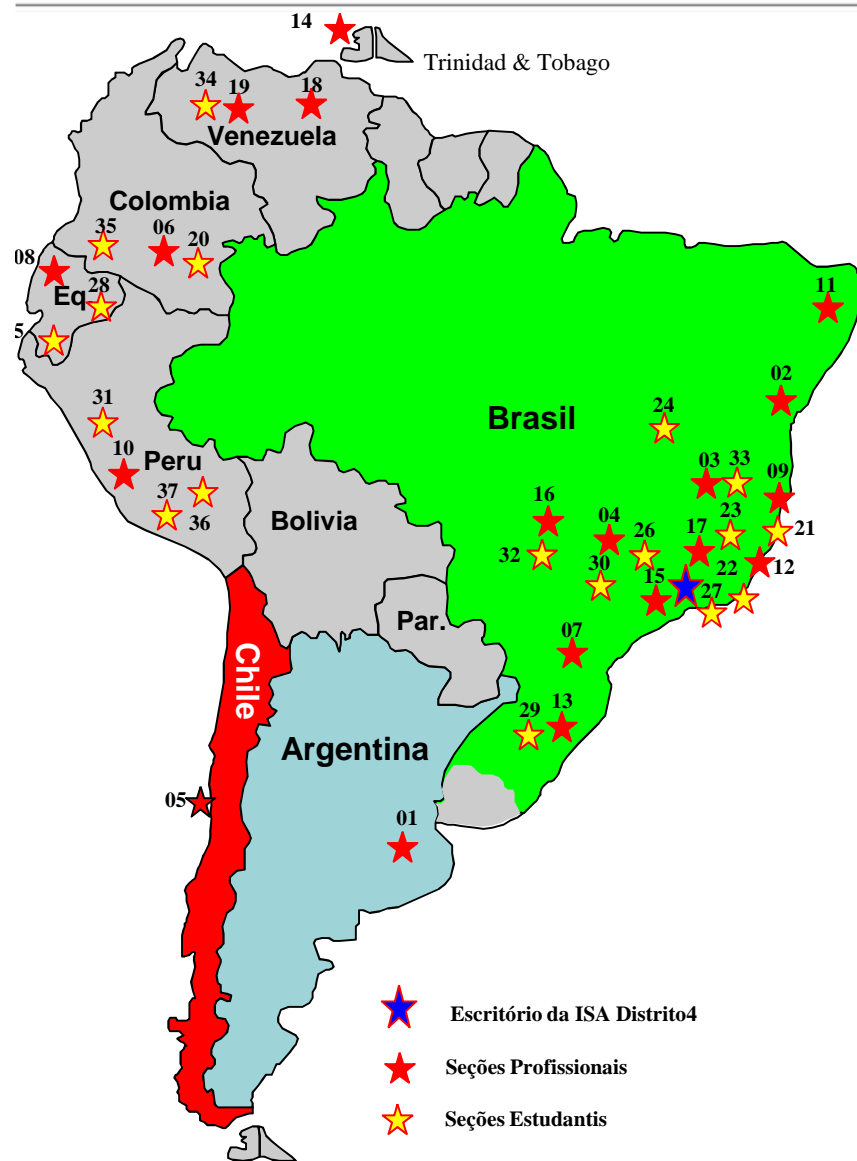 14
Trinidad & Tobago
34
19
18
Venezuela
Colombia
35
06
20
08
28
Eq
5
11
02
31
24
Brasil
10
Peru
03
33
09
37
36
16
Bolivia
04
26
17
23
21
32
30
15
22
12
27
Par.
07
Chile
29
13
Argentina
05
01
Escritório da ISA Distrito4
Seções Profissionais
Seções Estudantis